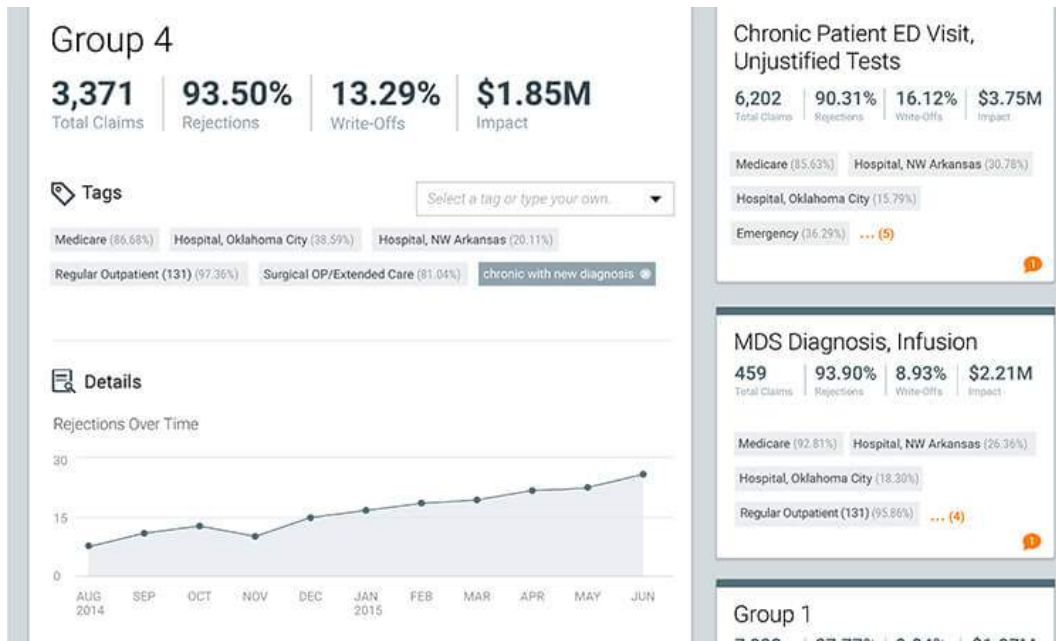 Group 4
3,371 93.50% 13.29% $1.85M
Total Claims Rejections Write-Offs Impact
Tags
Select a tag or type your own.
Medicare (86.68%) Hospital, Oklahoma City (38.59%) Hospital, NW Arkansas (20.11%)
Regular Outpatient (131) (97.36%) Surgical OP/Extended Care (81.04%) chronic with new diagnosis
Details
Rejections Over Time
30
15
0
AUG SEP OCT NOV DEC JAN FEB MAR APR MAY JUN
2014 2015
Chronic Patient ED Visit,
Unjustified Tests
6,202 90.31% 16.12% $3.75M
Total Claims Rejections Write-Offs Impact
Medicare (85.63%) Hospital, NW Arkansas (30.78%)
Hospital, Oklahoma City (15.79%)
Emergency (36.29%) ... (5)
1
MDS Diagnosis, Infusion
459 93.90% 8.93% $2.21M
Total Claims Rejections Write-Offs Impact
Medicare (92.81%) Hospital, NW Arkansas (26.36%)
Hospital, Oklahoma City (18.30%)
Regular Outpatient (131) (95.86%) ... (4)
1
Group 1